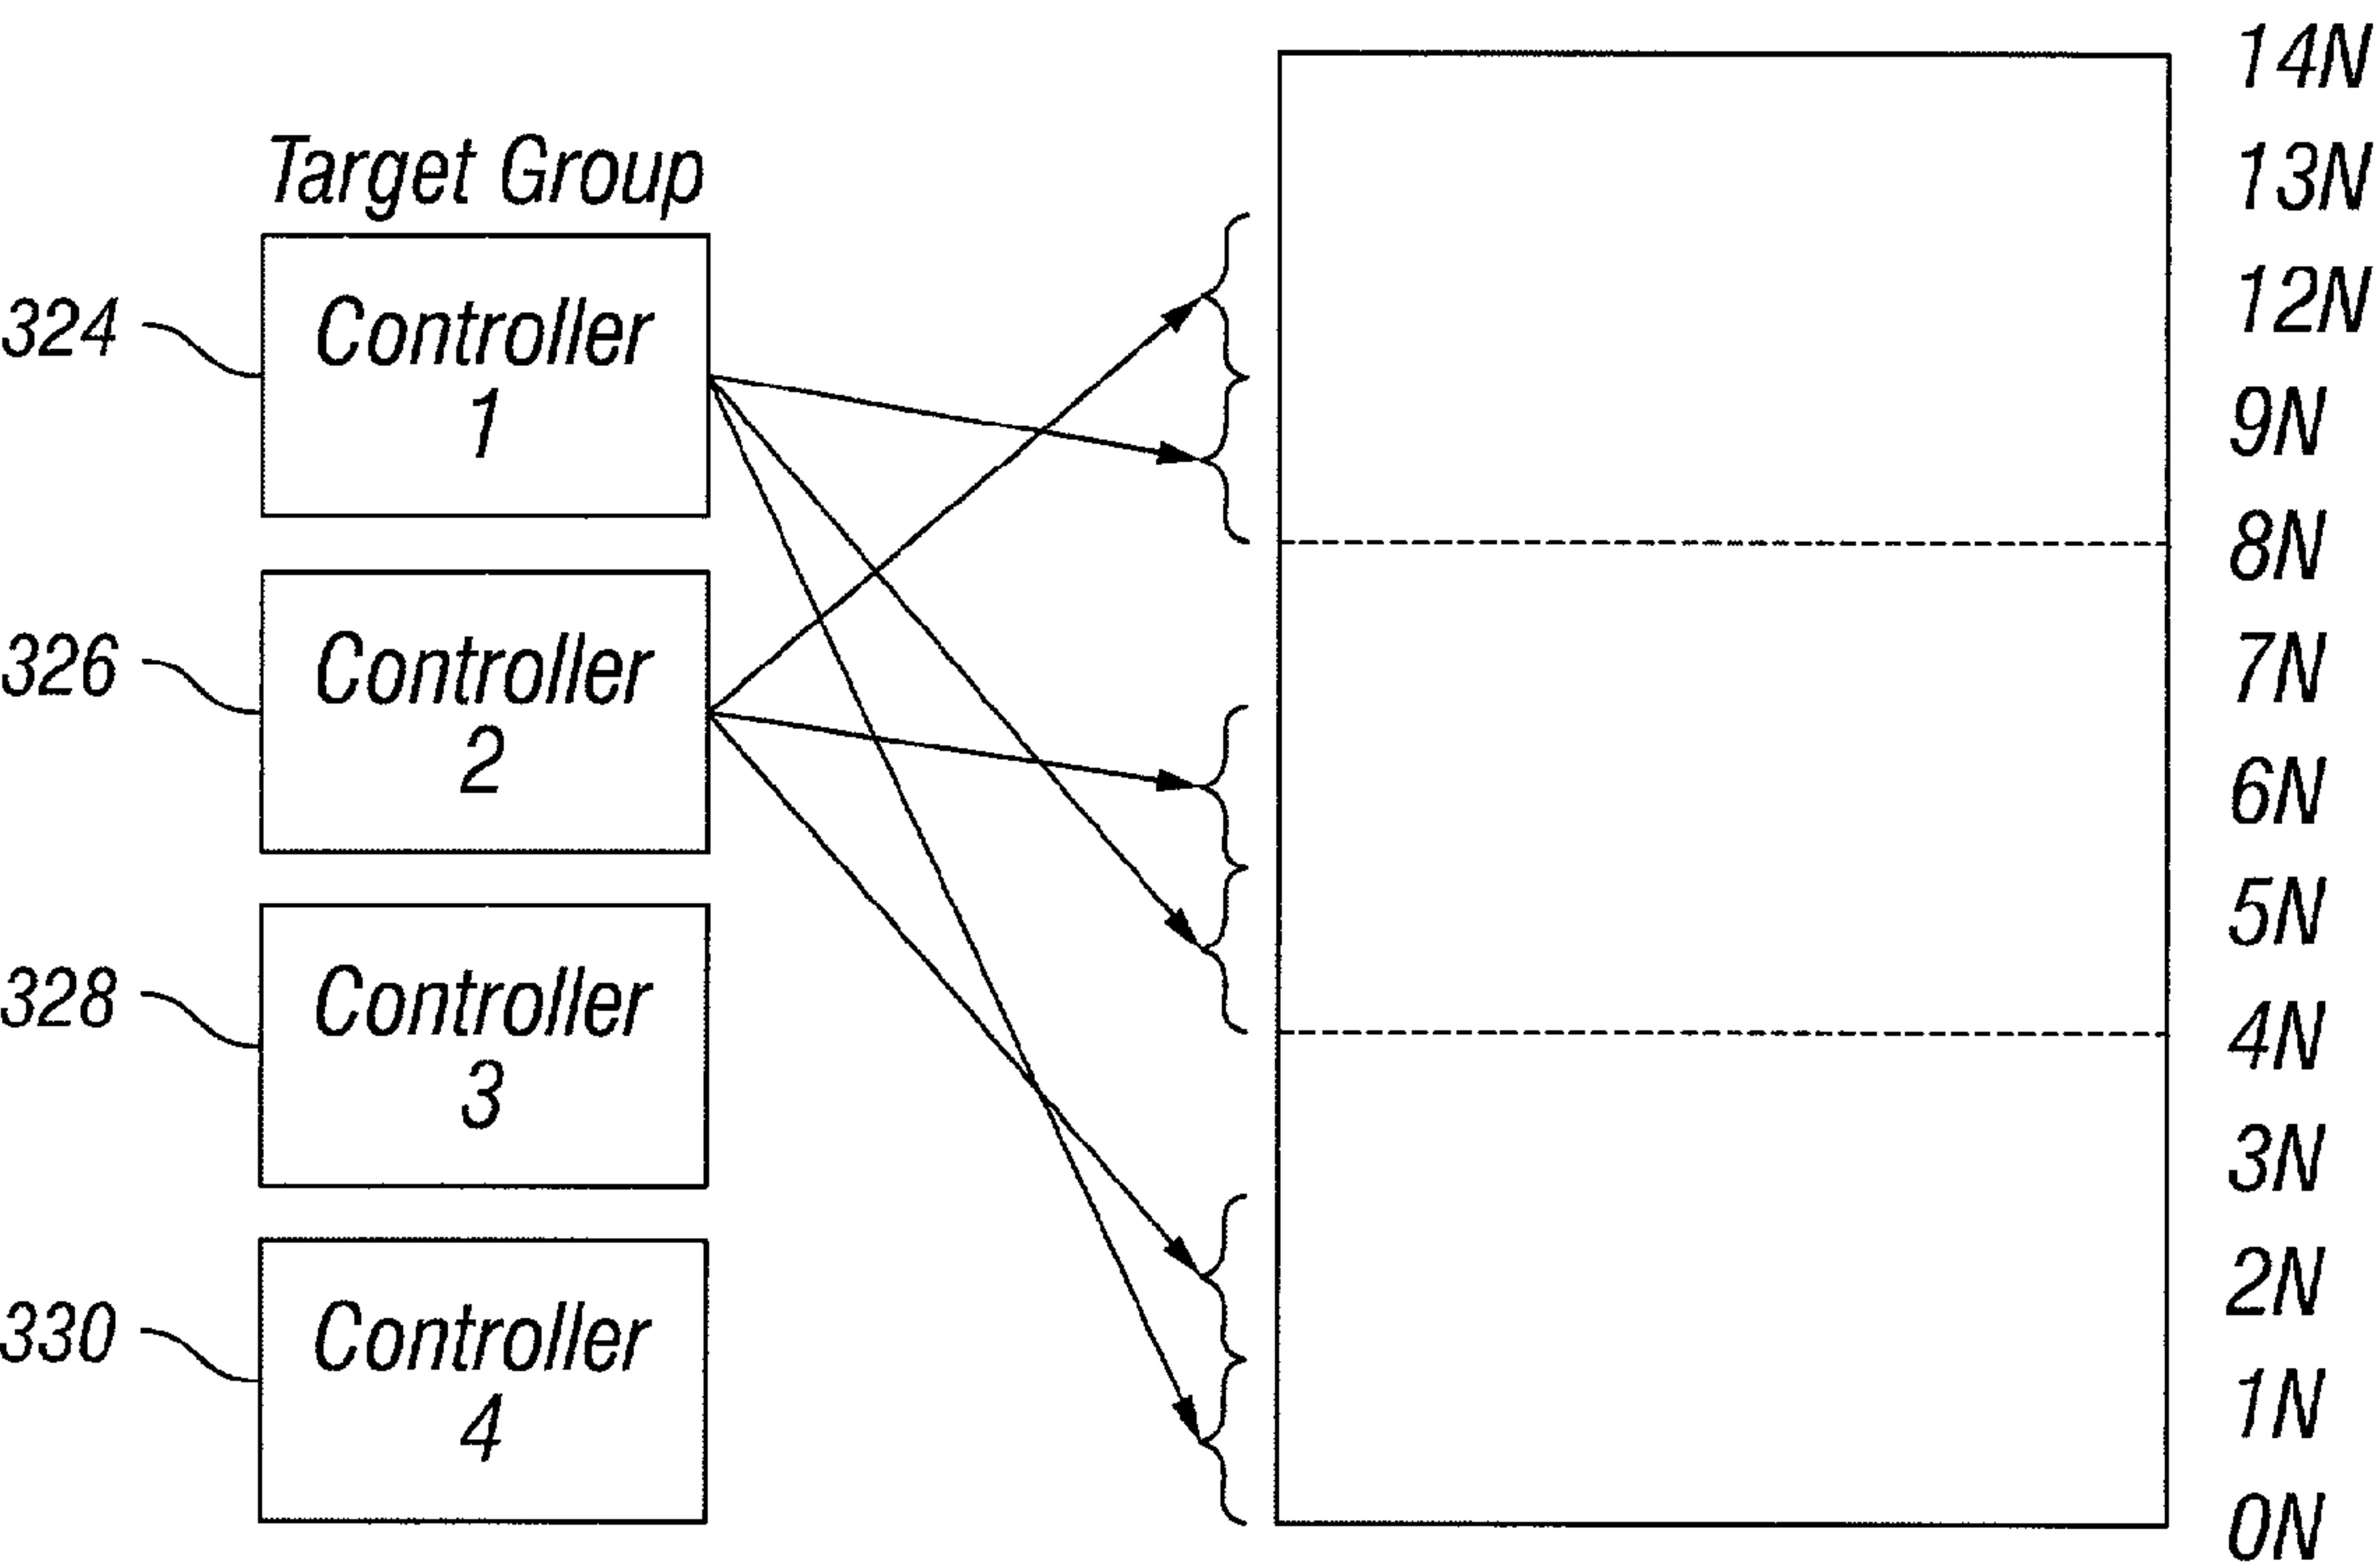 Target Group
324
Controller
1
326
Controller
2
328
Controller
3
330
Controller
4
14N
13N
12N
9N
8N
7N
6N
5N
4N
3N
2N
1N
0N